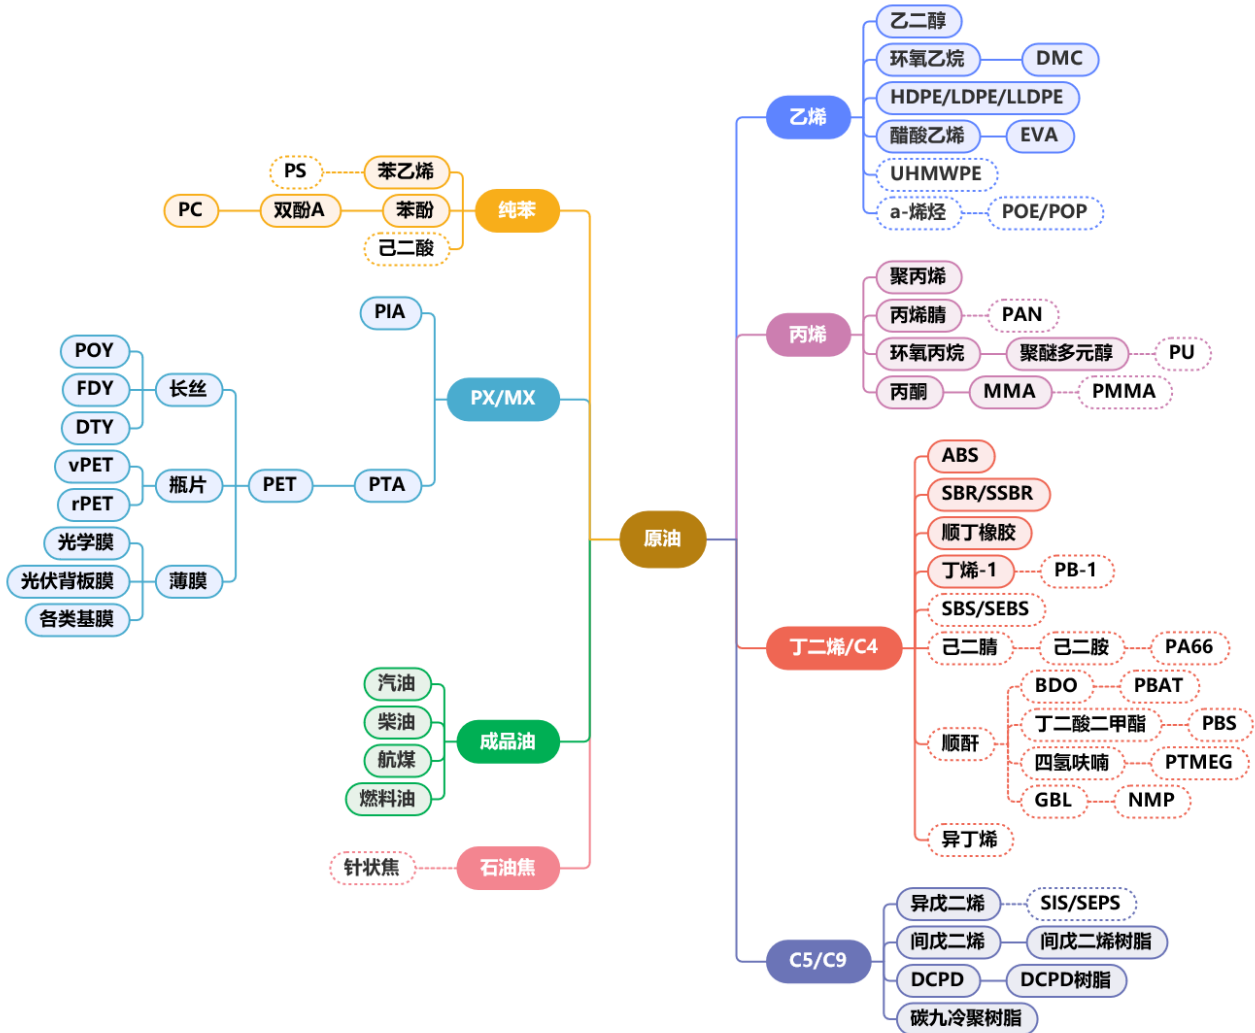 原油
纯苯
苯乙烯
PS
苯酚
双酚A
PC
己二酸
PX/MX
PIA
PTA
PET
长丝
POY
FDY
DTY
瓶片
vPET
rPET
薄膜
光学膜
光伏背板膜
各类基膜
成品油
汽油
柴油
航煤
燃料油
石油焦
针状焦
乙烯
乙二醇
环氧乙烷
DMC
HDPE/LDPE/LLDPE
醋酸乙烯
EVA
UHMWPE
a-烯烃
POE/POP
丙烯
聚丙烯
丙烯腈
PAN
环氧丙烷
聚醚多元醇
PU
丙酮
MMA
PMMA
丁二烯/C4
ABS
SBR/SSBR
顺丁橡胶
丁烯-1
PB-1
SBS/SEBS
己二腈
己二胺
PA66
顺酐
BDO
PBAT
丁二酸二甲酯
PBS
四氢呋喃
PTMEG
GBL
NMP
异丁烯
C5/C9
异戊二烯
SIS/SEPS
间戊二烯
间戊二烯树脂
DCPD
DCPD树脂
碳九冷聚树脂